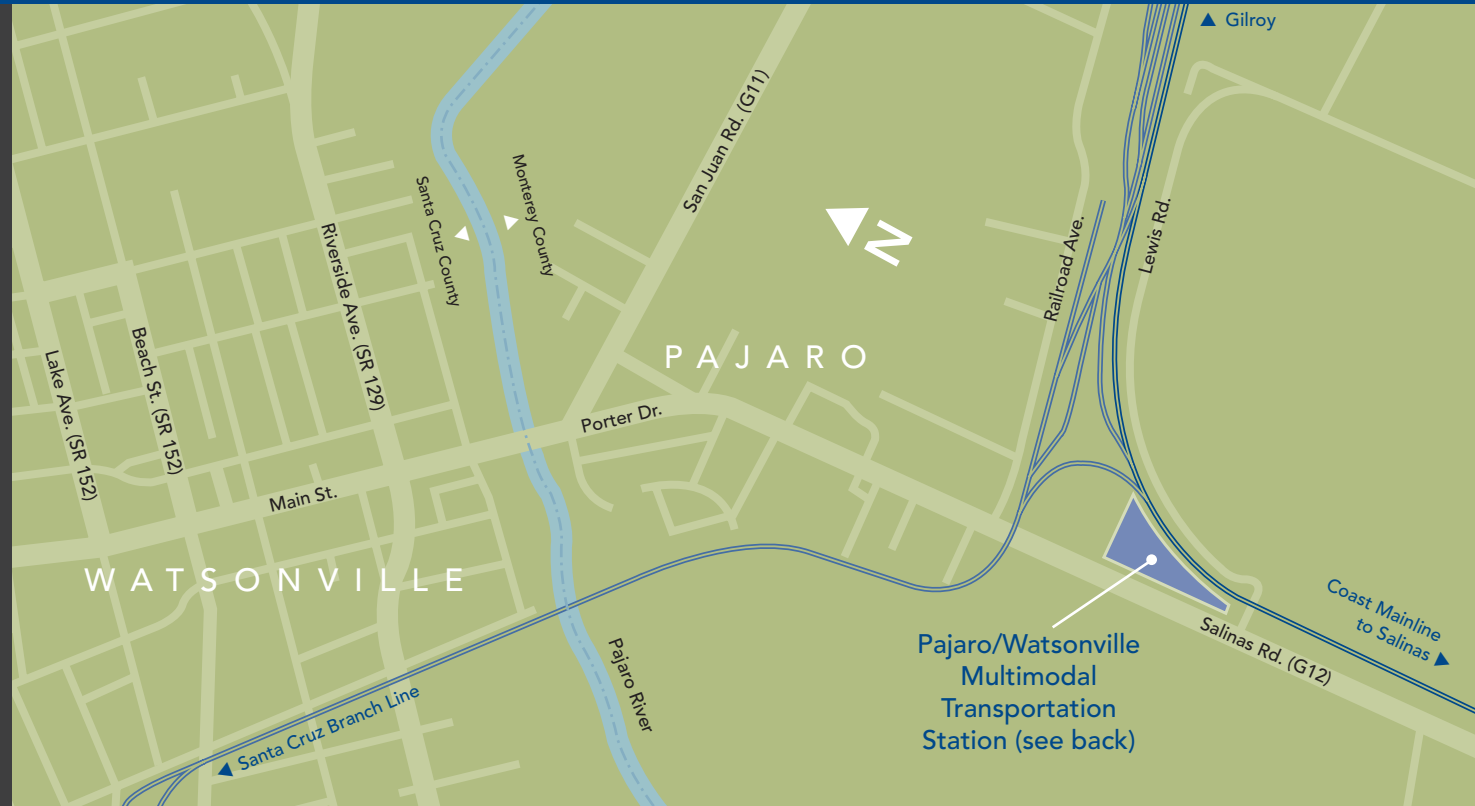 ▲ Gilroy
San Juan Rd. (G11)
Santa Cruz County
Monterey County
Riverside Ave. (SR 129)
N
Railroad Ave.
Lewis Rd.
Lake Ave. (SR 152)
Beach St. (SR 152)
PAJARO
Porter Dr.
Main St.
WATSONVILLE
Coast Mainline
to Salinas ▶
Salinas Rd. (G12)
Pajaro/Watsonville
Multimodal
Transportation
Station (see back)
Pajaro River
◀ Santa Cruz Branch Line